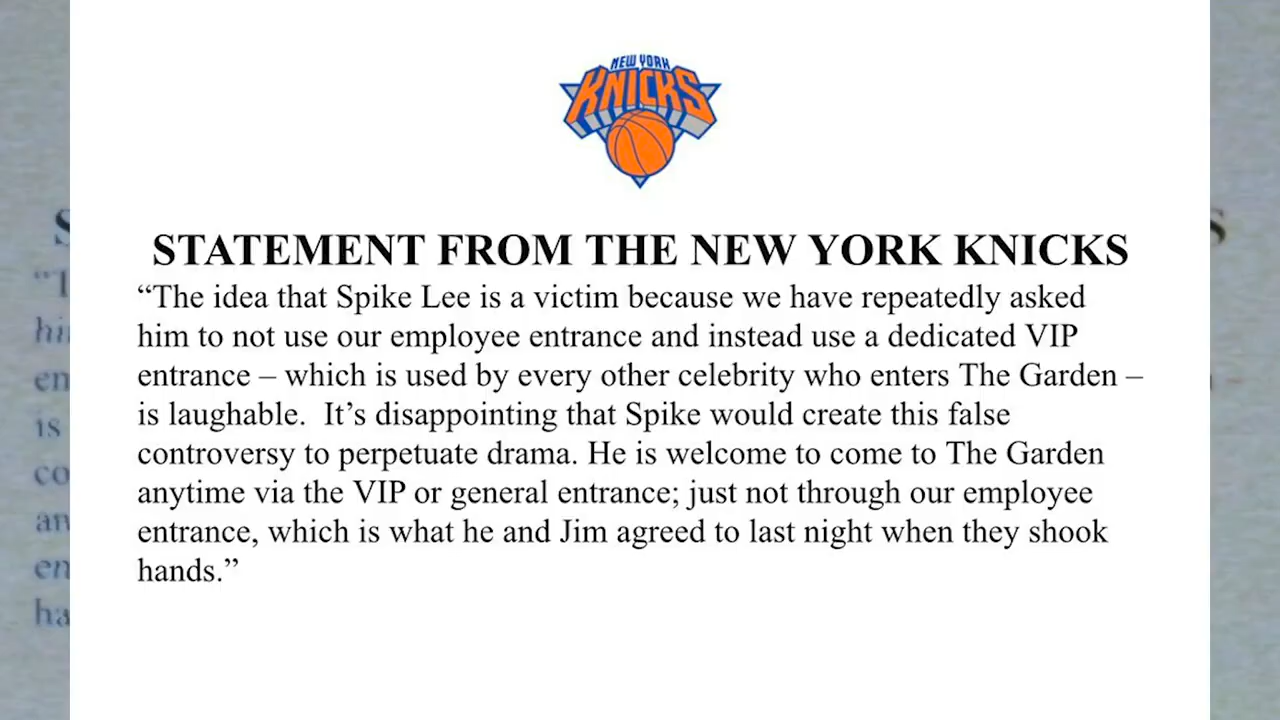 NEW YORK
KNICKS
STATEMENT FROM THE NEW YORK KNICKS
“The idea that Spike Lee is a victim because we have repeatedly asked
him to not use our employee entrance and instead use a dedicated VIP
entrance – which is used by every other celebrity who enters The Garden –
is laughable.  It’s disappointing that Spike would create this false
controversy to perpetuate drama. He is welcome to come to The Garden
anytime via the VIP or general entrance; just not through our employee
entrance, which is what he and Jim agreed to last night when they shook
hands.”